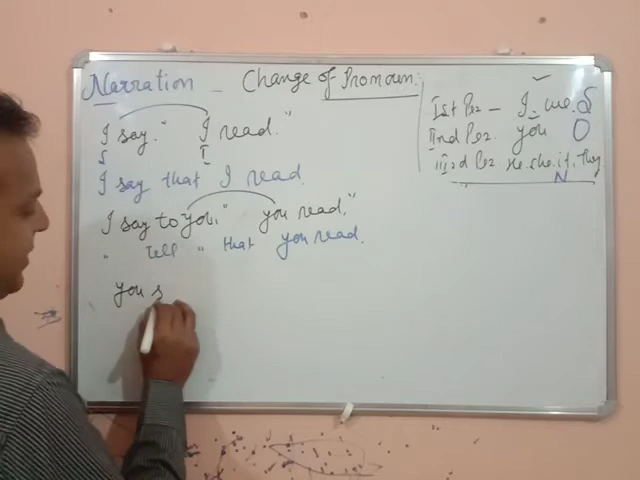 Narration - Change of Pronoun:
I say." I read."
S I
I say that I read.
I say to you," you read."
" Tell " that you read.
you s
Ist Per - I, we. S
IInd Per. you O
IIIrd Per He. she. it. They
N